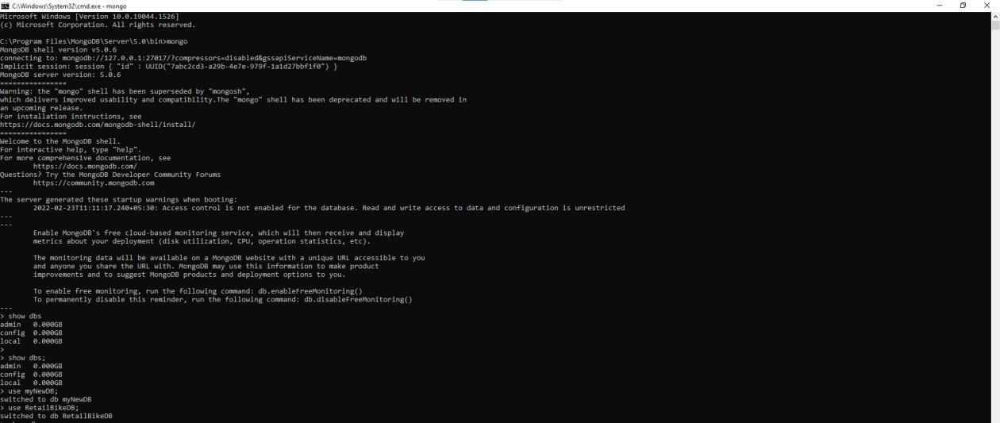 C:\Windows\System32\cmd.exe - mongo
Microsoft Windows [Version 10.0.19044.1526]
(c) Microsoft Corporation. All rights reserved.
C:\Program Files\MongoDB\Server\5.0\bin>mongo
MongoDB shell version v5.0.6
connecting to: mongodb://127.0.0.1:27017/?compressors=disabled&gssapiServiceName=mongodb
Implicit session: session { "id" : UUID("7abc2cd3-a29b-4e7e-979f-1a1d27bbf1f0") }
MongoDB server version: 5.0.6
================
Warning: the "mongo" shell has been superseded by "mongosh",
which delivers improved usability and compatibility.The "mongo" shell has been deprecated and will be removed in
an upcoming release.
For installation instructions, see
https://docs.mongodb.com/mongodb-shell/install/
================
Welcome to the MongoDB shell.
For interactive help, type "help".
For more comprehensive documentation, see
https://docs.mongodb.com/
Questions? Try the MongoDB Developer Community Forums
https://community.mongodb.com
---
The server generated these startup warnings when booting:
2022-02-23T11:11:17.240+05:30: Access control is not enabled for the database. Read and write access to data and configuration is unrestricted
---
---
Enable MongoDB's free cloud-based monitoring service, which will then receive and display
metrics about your deployment (disk utilization, CPU, operation statistics, etc).
The monitoring data will be available on a MongoDB website with a unique URL accessible to you
and anyone you share the URL with. MongoDB may use this information to make product
improvements and to suggest MongoDB products and deployment options to you.
To enable free monitoring, run the following command: db.enableFreeMonitoring()
To permanently disable this reminder, run the following command: db.disableFreeMonitoring()
---
> show dbs
admin   0.000GB
config  0.000GB
local   0.000GB
>
> show dbs;
admin   0.000GB
config  0.000GB
local   0.000GB
> use myNewDB;
switched to db myNewDB
> use RetailBikeDB;
switched to db RetailBikeDB